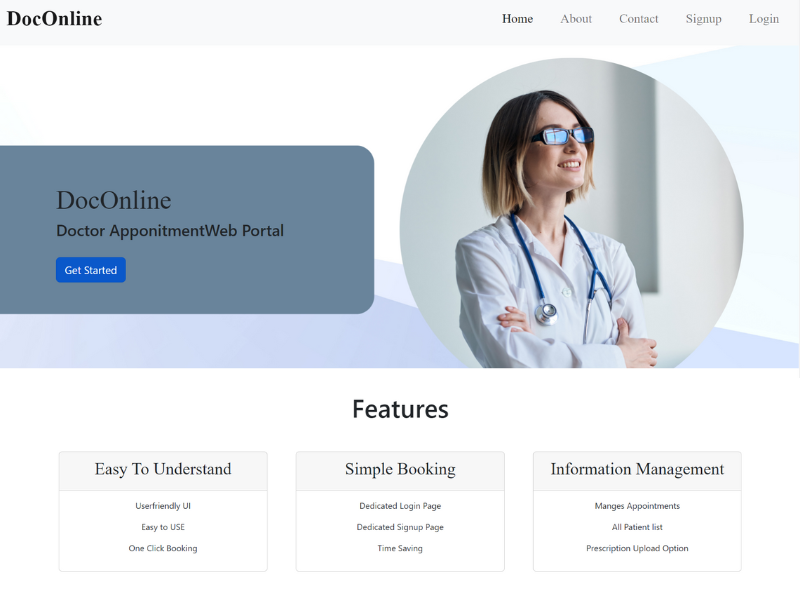 DocOnline
Home About Contact Signup Login
DocOnline
Doctor ApponitmentWeb Portal
Get Started
Features
Easy To Understand
Userfriendly UI
Easy to USE
One Click Booking
Simple Booking
Dedicated Login Page
Dedicated Signup Page
Time Saving
Information Management
Manges Appointments
All Patient list
Prescription Upload Option